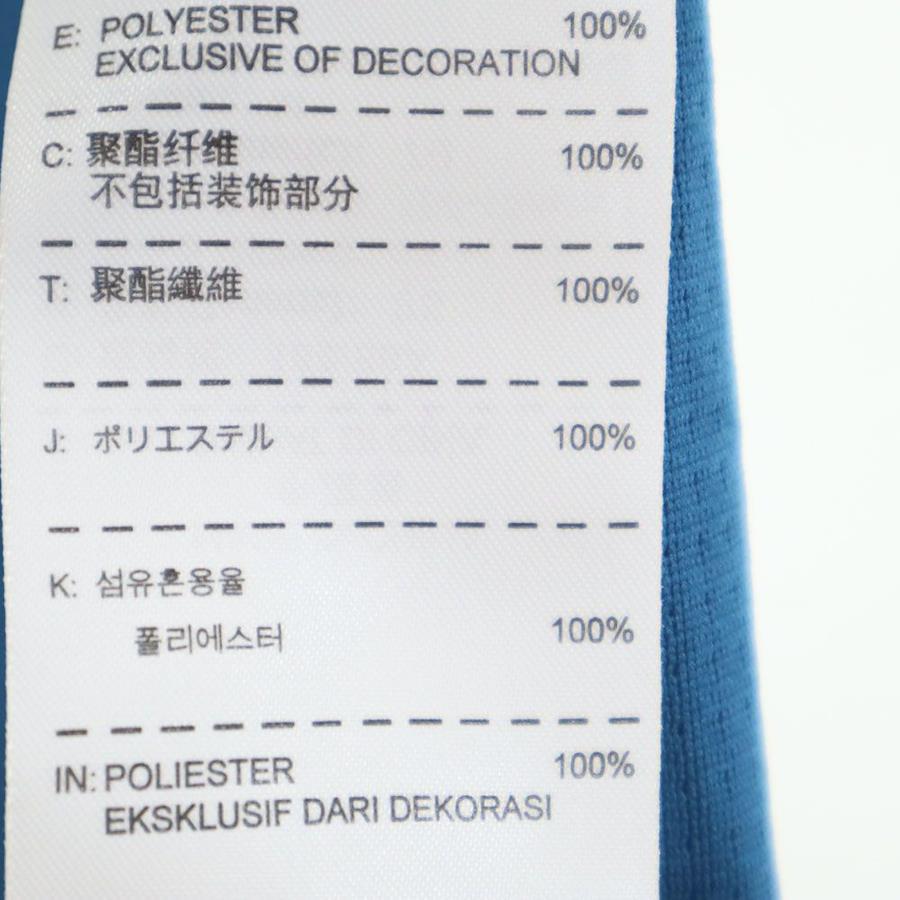 E: POLYESTER 100%
EXCLUSIVE OF DECORATION
C: 聚酯纤维 100%
不包括装饰部分
T: 聚酯纖維 100%
J: ポリエステル 100%
K: 섬유혼용율
폴리에스터 100%
IN: POLIESTER 100%
EKSKLUSIF DARI DEKORASI